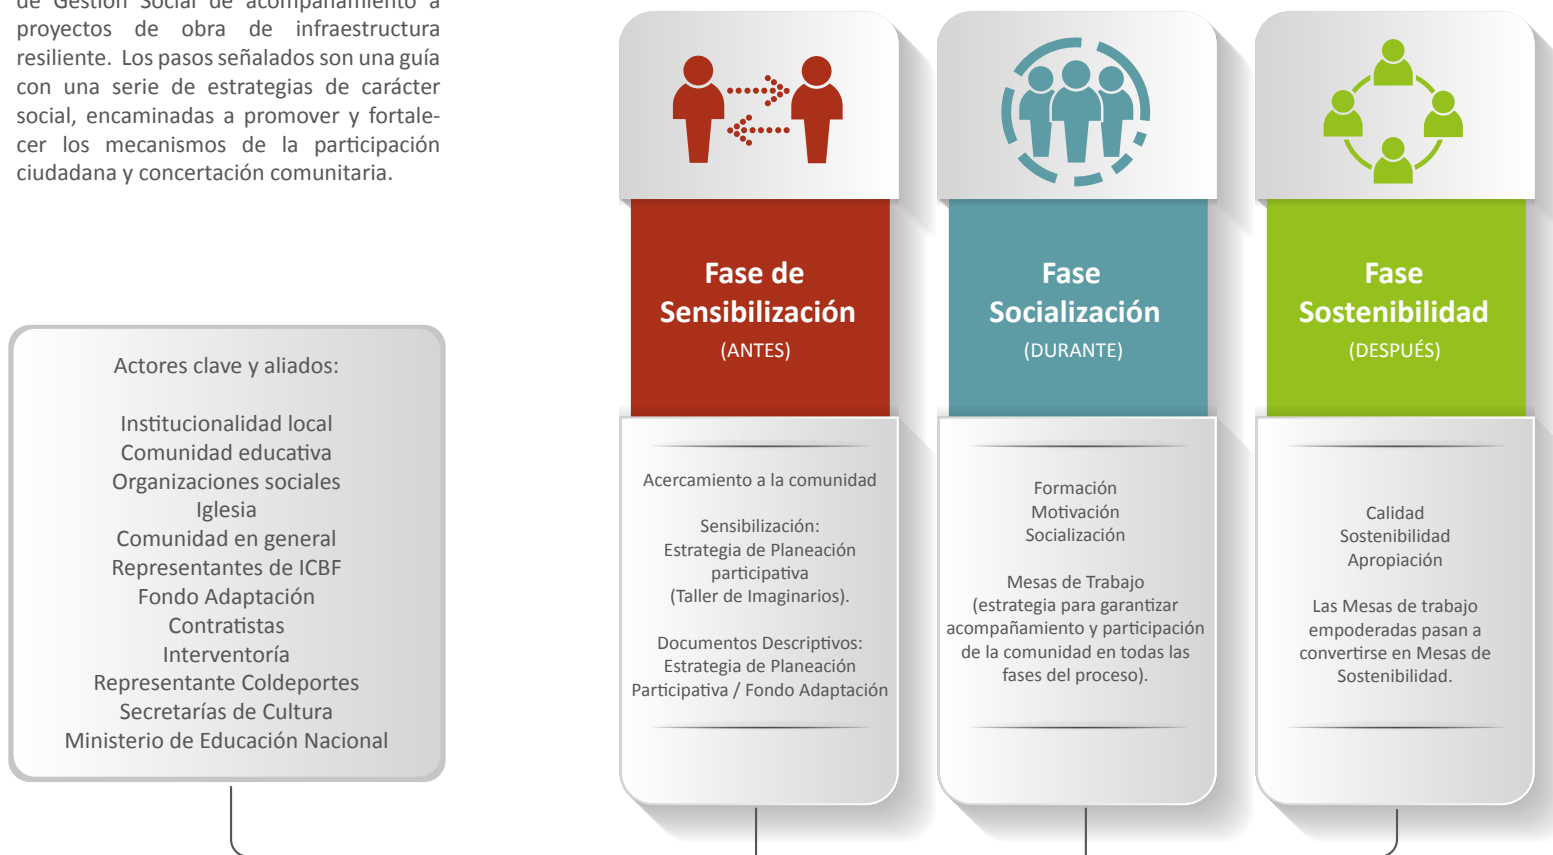 de Gestión Social de acompañamiento a
proyectos de obra de infraestructura
resiliente. Los pasos señalados son una guía
con una serie de estrategias de carácter
social, encaminadas a promover y fortale-
cer los mecanismos de la participación
ciudadana y concertación comunitaria.
Actores clave y aliados:
Institucionalidad local
Comunidad educativa
Organizaciones sociales
Iglesia
Comunidad en general
Representantes de ICBF
Fondo Adaptación
Contratistas
Interventoría
Representante Coldeportes
Secretarías de Cultura
Ministerio de Educación Nacional
Fase de
Sensibilización
(ANTES)
Acercamiento a la comunidad
Sensibilización:
Estrategia de Planeación
participativa
(Taller de Imaginarios).
Documentos Descriptivos:
Estrategia de Planeación
Participativa / Fondo Adaptación
Fase
Socialización
(DURANTE)
Formación
Motivación
Socialización
Mesas de Trabajo
(estrategia para garantizar
acompañamiento y participación
de la comunidad en todas las
fases del proceso).
Fase
Sostenibilidad
(DESPUÉS)
Calidad
Sostenibilidad
Apropiación
Las Mesas de trabajo
empoderadas pasan a
convertirse en Mesas de
Sostenibilidad.